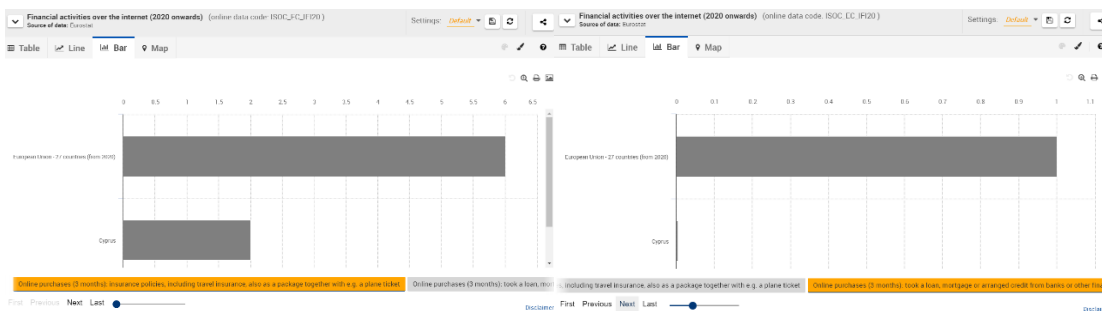 Financial activities over the internet (2020 onwards) (online data code: ISOC_EC_IFI20 )
Source of data: Eurostat
Settings: Default
Table Line Bar Map
0 0.5 1 1.5 2 2.5 3 3.5 4 4.5 5 5.5 6 6.5
European Union - 27 countries (from 2020)
Cyprus
Online purchases (3 months): insurance policies, including travel insurance, also as a package together with e.g. a plane ticket
Online purchases (3 months): took a loan, mor
First Previous Next Last
Disclaimer
Financial activities over the internet (2020 onwards) (online data code: ISOC_EC_IFI20 )
Source of data: Eurostat
Settings: Default
Table Line Bar Map
0 0.1 0.2 0.3 0.4 0.5 0.6 0.7 0.8 0.9 1 1.1
European Union - 27 countries (from 2020)
Cyprus
, including travel insurance, also as a package together with e.g. a plane ticket
Online purchases (3 months): took a loan, mortgage or arranged credit from banks or other fina
First Previous Next Last
Disclai